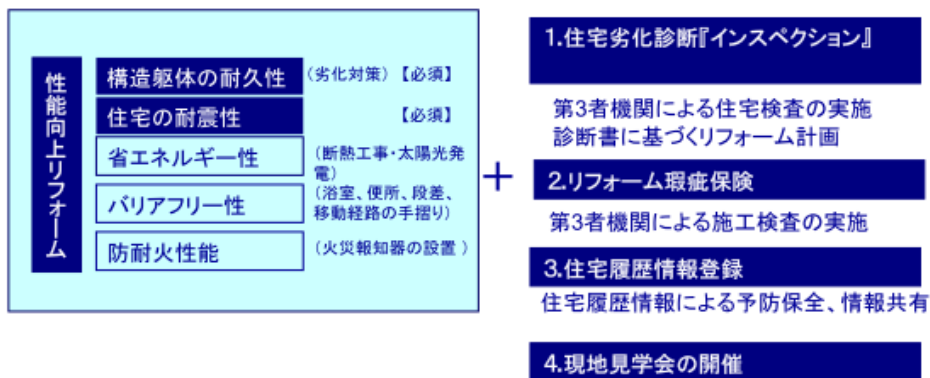 性能向上リフォーム
構造躯体の耐久性
(劣化対策)【必須】
住宅の耐震性
【必須】
省エネルギー性
(断熱工事・太陽光発
電)
バリアフリー性
(浴室、便所、段差、
移動経路の手摺り)
防耐火性能
(火災報知器の設置 )
+
1.住宅劣化診断『インスペクション』
第3者機関による住宅検査の実施
診断書に基づくリフォーム計画
2.リフォーム瑕疵保険
第3者機関による施工検査の実施
3.住宅履歴情報登録
住宅履歴情報による予防保全、情報共有
4.現地見学会の開催